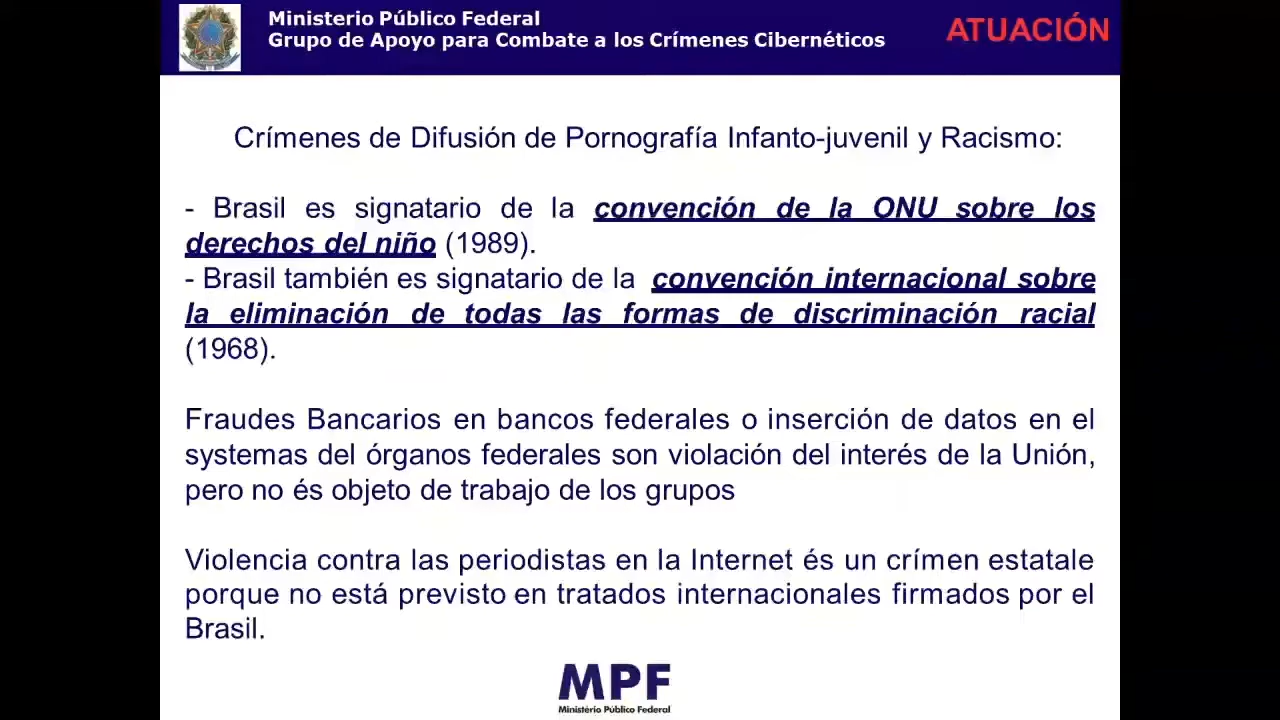 Ministerio Público Federal
Grupo de Apoyo para Combate a los Crímenes Cibernéticos
ATUACIÓN
Crímenes de Difusión de Pornografía Infanto-juvenil y Racismo:
- Brasil es signatario de la convención de la ONU sobre los
derechos del niño (1989).
- Brasil también es signatario de la convención internacional sobre
la eliminación de todas las formas de discriminación racial
(1968).
Fraudes Bancarios en bancos federales o inserción de datos en el
systemas del órganos federales son violación del interés de la Unión,
pero no és objeto de trabajo de los grupos
Violencia contra las periodistas en la Internet és un crímen estatale
porque no está previsto en tratados internacionales firmados por el
Brasil.
MPF
Ministério Público Federal